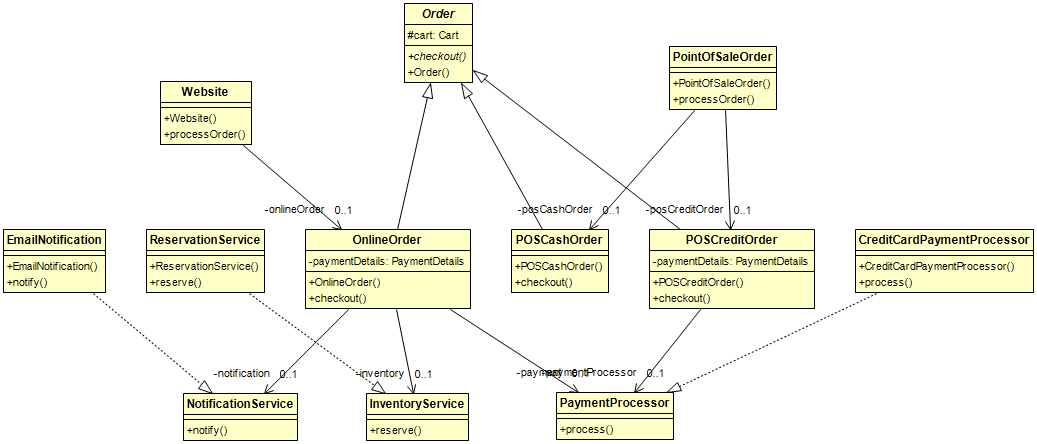 Order
#cart: Cart
+checkout()
+Order()
PointOfSaleOrder
+PointOfSaleOrder()
+processOrder()
Website
+Website()
+processOrder()
-onlineOrder 0..1
-posCashOrder 0..1
-posCreditOrder 0..1
EmailNotification
+EmailNotification()
+notify()
ReservationService
+ReservationService()
+reserve()
OnlineOrder
-paymentDetails: PaymentDetails
+OnlineOrder()
+checkout()
POSCashOrder
+POSCashOrder()
+checkout()
POSCreditOrder
-paymentDetails: PaymentDetails
+POSCreditOrder()
+checkout()
CreditCardPaymentProcessor
+CreditCardPaymentProcessor()
+process()
-notification 0..1
-inventory 0..1
0..1
NotificationService
+notify()
InventoryService
+reserve()
PaymentProcessor
+process()